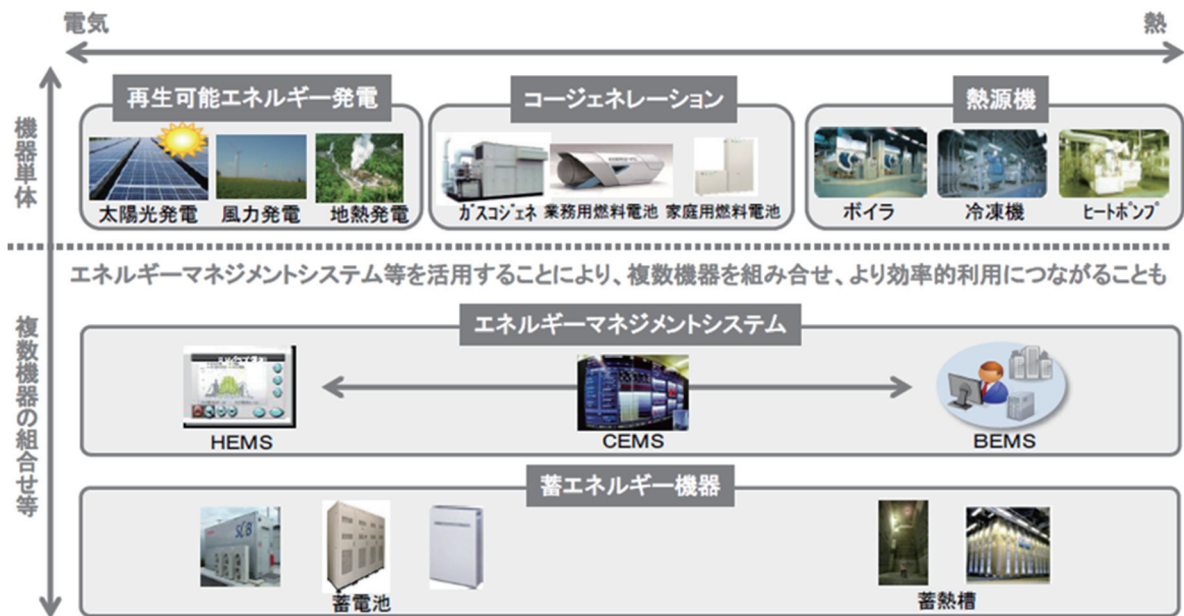 電気
熱
機器単体
再生可能エネルギー発電
コージェネレーション
熱源機
太陽光発電
風力発電
地熱発電
ガスコジェネ
業務用燃料電池
家庭用燃料電池
ボイラ
冷凍機
ヒートポンプ
エネルギーマネジメントシステム等を活用することにより、複数機器を組み合せ、より効率的利用につながることも
複数機器の組合せ等
エネルギーマネジメントシステム
HEMS
CEMS
BEMS
蓄エネルギー機器
蓄電池
蓄熱槽